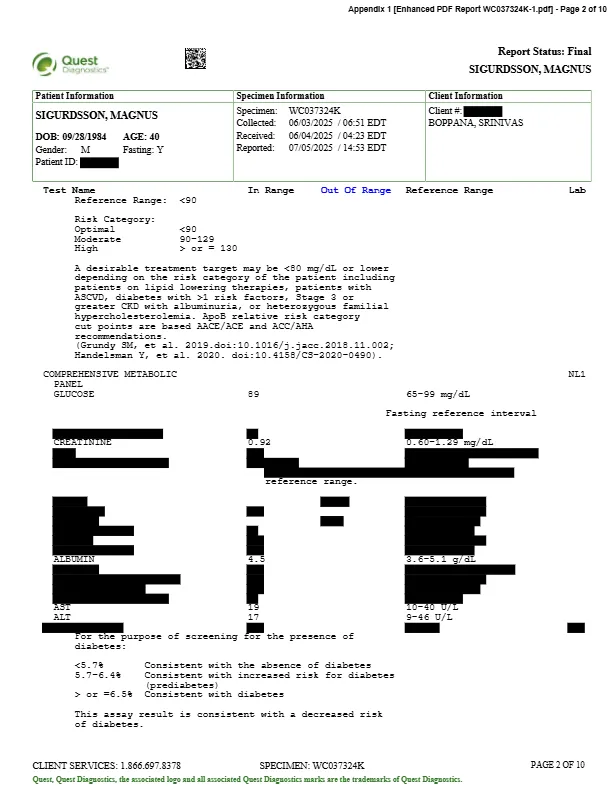 Appendix 1 [Enhanced PDF Report WC037324K-1.pdf] - Page 2 of 10
Quest
Diagnostics®
Report Status: Final
SIGURDSSON, MAGNUS
Patient Information Specimen Information Client Information
SIGURDSSON, MAGNUS
DOB: 09/28/1984 AGE: 40
Gender: M Fasting: Y
Patient ID:
Specimen: WC037324K
Collected: 06/03/2025 / 06:51 EDT
Received: 06/04/2025 / 04:23 EDT
Reported: 07/05/2025 / 14:53 EDT
Client #:
BOPPANA, SRINIVAS
Test Name In Range Out Of Range Reference Range Lab
Reference Range: <90
Risk Category:
Optimal <90
Moderate 90-129
High > or = 130
A desirable treatment target may be <80 mg/dL or lower
depending on the risk category of the patient including
patients on lipid lowering therapies, patients with
ASCVD, diabetes with >1 risk factors, Stage 3 or
greater CKD with albuminuria, or heterozygous familial
hypercholesterolemia. ApoB relative risk category
cut points are based AACE/ACE and ACC/AHA
recommendations.
(Grundy SM, et al. 2019.doi:10.1016/j.jacc.2018.11.002;
Handelsman Y, et al. 2020. doi:10.4158/CS-2020-0490).
COMPREHENSIVE METABOLIC NL1
PANEL
GLUCOSE 89 65-99 mg/dL
Fasting reference interval
CREATININE 0.92 0.60-1.29 mg/dL
reference range.
ALBUMIN 4.5 3.6-5.1 g/dL
AST 19 10-40 U/L
ALT 17 9-46 U/L
For the purpose of screening for the presence of
diabetes:
<5.7% Consistent with the absence of diabetes
5.7-6.4% Consistent with increased risk for diabetes
(prediabetes)
> or =6.5% Consistent with diabetes
This assay result is consistent with a decreased risk
of diabetes.
CLIENT SERVICES: 1.866.697.8378 SPECIMEN: WC037324K PAGE 2 OF 10
Quest, Quest Diagnostics, the associated logo and all associated Quest Diagnostics marks are the trademarks of Quest Diagnostics.